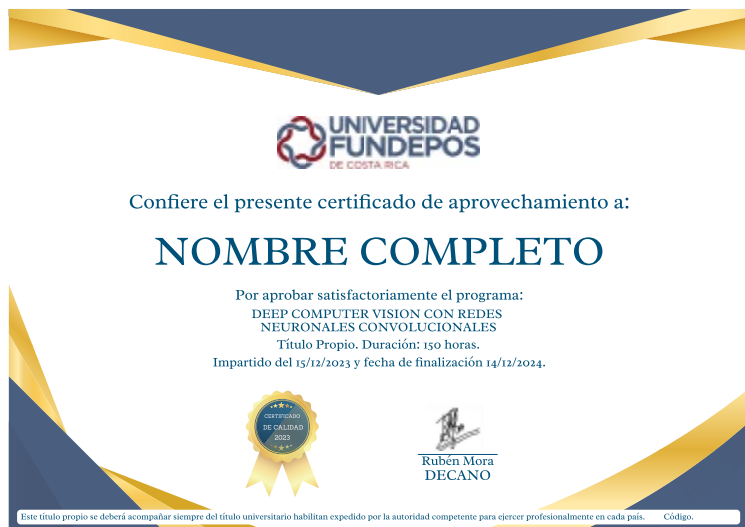 UNIVERSIDAD
FUNDEPOS
DE COSTA RICA
Confiere el presente certificado de aprovechamiento a:
NOMBRE COMPLETO
Por aprobar satisfactoriamente el programa:
DEEP COMPUTER VISION CON REDES
NEURONALES CONVOLUCIONALES
Título Propio. Duración: 150 horas.
Impartido del 15/12/2023 y fecha de finalización 14/12/2024.
CERTIFICADO
DE CALIDAD
2023
Rubén Mora
DECANO
Este título propio se deberá acompañar siempre del título universitario habilitan expedido por la autoridad competente para ejercer profesionalmente en cada país. Código.